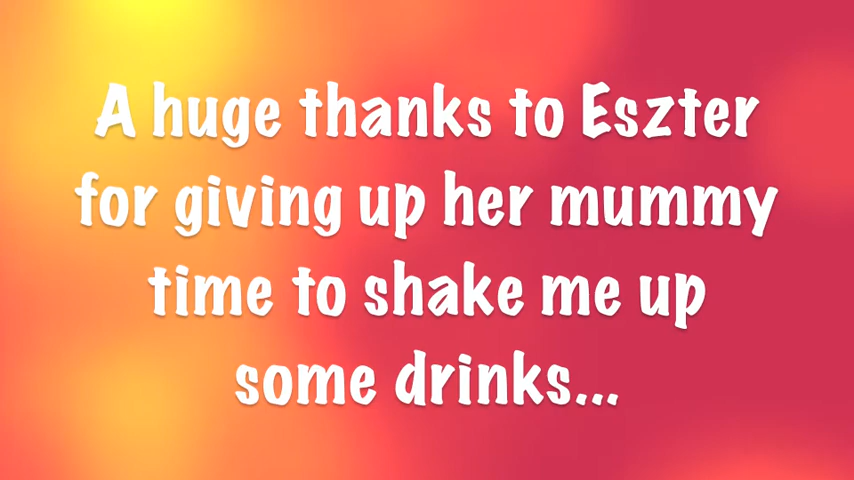 A huge thanks to Eszter
for giving up her mummy
time to shake me up
some drinks...